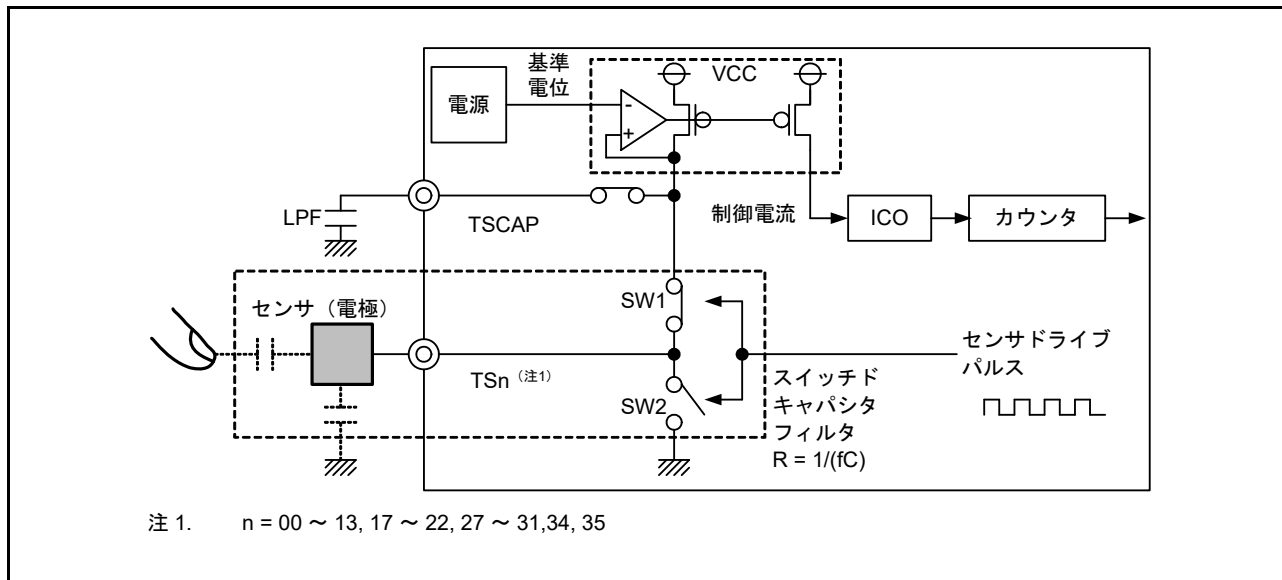 基準
電位
VCC
電源
-
+
LPF
TSCAP
制御電流
ICO
カウンタ
センサ（電極）
SW1
TSn（注1）
SW2
センサドライブ
パルス
スイッチド
キャパシタ
フィルタ
R = 1/(fC)
注 1. n = 00 ～ 13, 17 ～ 22, 27 ～ 31,34, 35